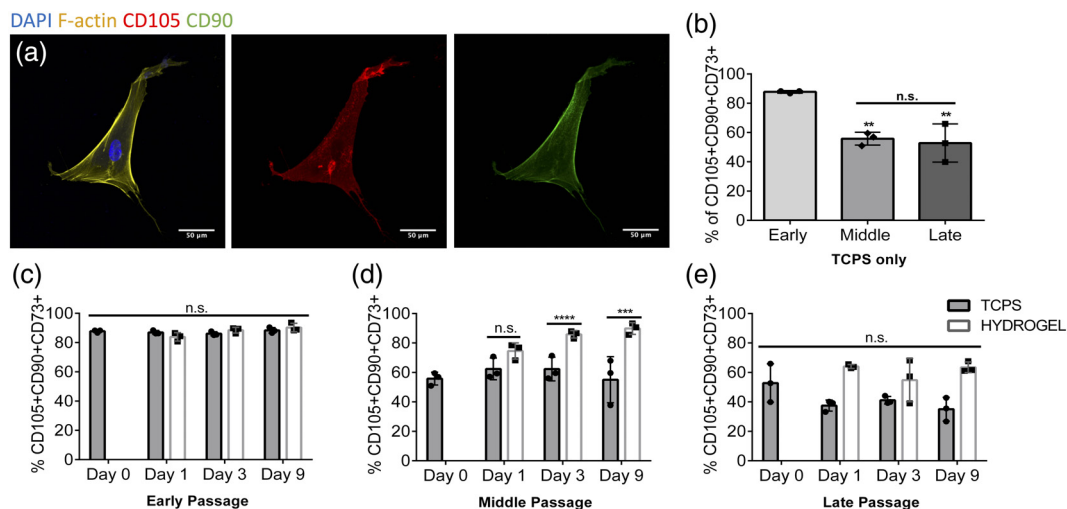 DAPI F-actin CD105 CD90
(a)
50 µm
50 µm
50 µm
(b)
% of CD105+CD90+CD73+
100
80
60
40
20
0
n.s.
**
**
Early
Middle
Late
TCPS only
(c)
% CD105+CD90+CD73+
100
80
60
40
20
0
n.s.
Day 0
Day 1
Day 3
Day 9
Early Passage
(d)
% CD105+CD90+CD73+
100
80
60
40
20
0
n.s.
****
***
Day 0
Day 1
Day 3
Day 9
Middle Passage
(e)
% CD105+CD90+CD73+
100
80
60
40
20
0
n.s.
TCPS
HYDROGEL
Day 0
Day 1
Day 3
Day 9
Late Passage